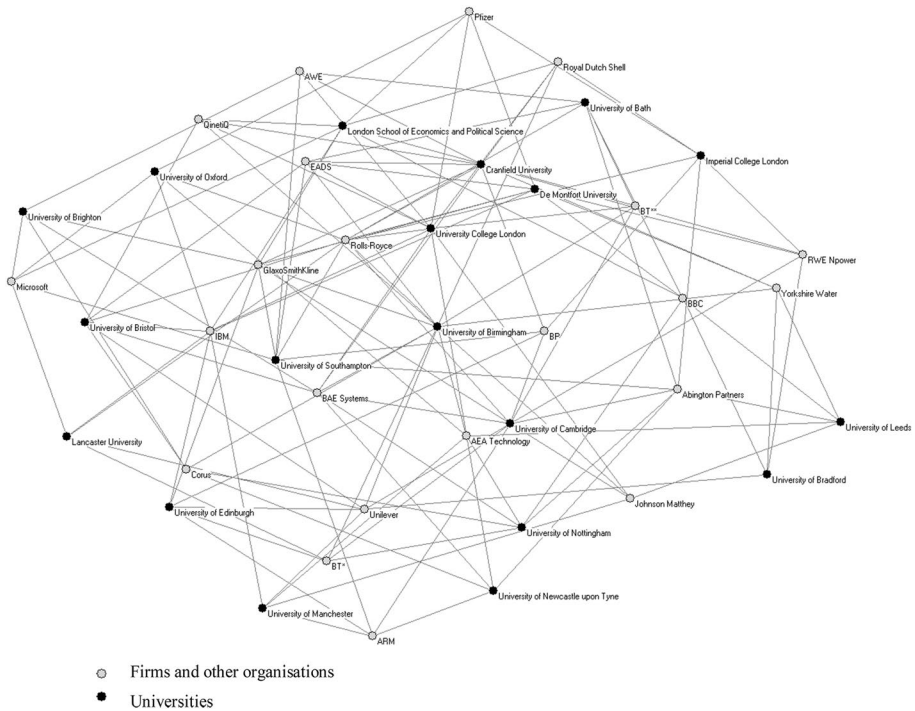 Pfizer
Royal Dutch Shell
AWE
University of Bath
QinetiQ
London School of Economics and Political Science
Imperial College London
EADS
Cranfield University
University of Oxford
De Montfort University
BT**
University of Brighton
University College London
Rolls-Royce
RWE Npower
GlaxoSmithKline
Microsoft
Yorkshire Water
BBC
University of Bristol
IBM
University of Birmingham
BP
University of Southampton
BAE Systems
Abington Partners
University of Cambridge
University of Leeds
Lancaster University
AEA Technology
Corus
University of Bradford
University of Edinburgh
Unilever
Johnson Matthey
University of Nottingham
BT*
University of Newcastle upon Tyne
University of Manchester
ARM
Firms and other organisations
Universities